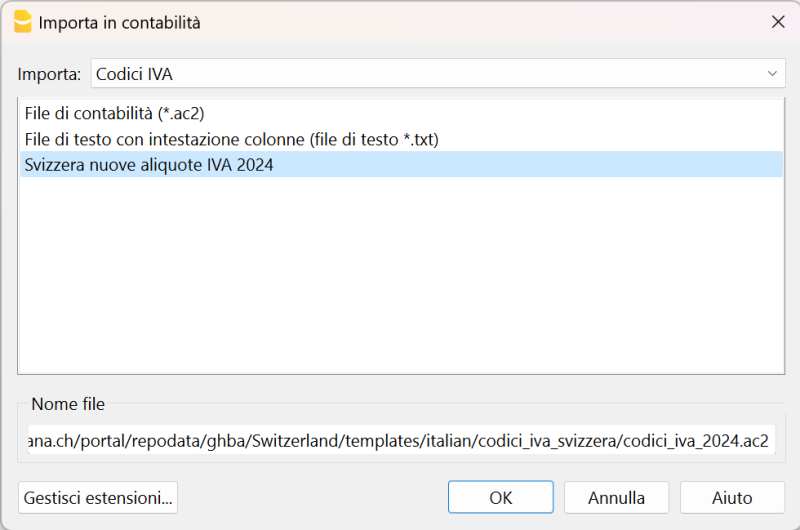 Importa in contabilità
Importa: Codici IVA
File di contabilità (*.ac2)
File di testo con intestazione colonne (file di testo *.txt)
Svizzera nuove aliquote IVA 2024
Nome file
ana.ch/portal/repodata/ghba/Switzerland/templates/italian/codici_iva_svizzera/codici_iva_2024.ac2
Gestisci estensioni... OK Annulla Aiuto